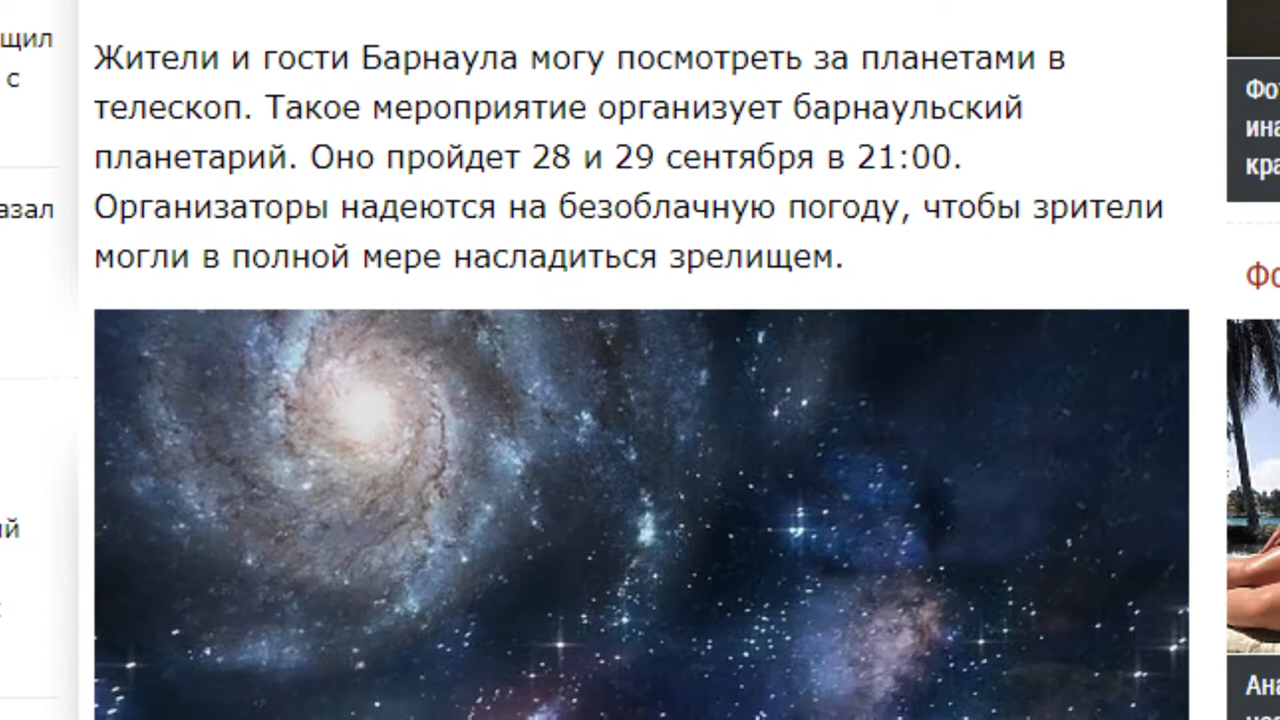 Жители и гости Барнаула могу посмотреть за планетами в
телескоп. Такое мероприятие организует барнаульский
планетарий. Оно пройдет 28 и 29 сентября в 21:00.
Организаторы надеются на безоблачную погоду, чтобы зрители
могли в полной мере насладиться зрелищем.
с